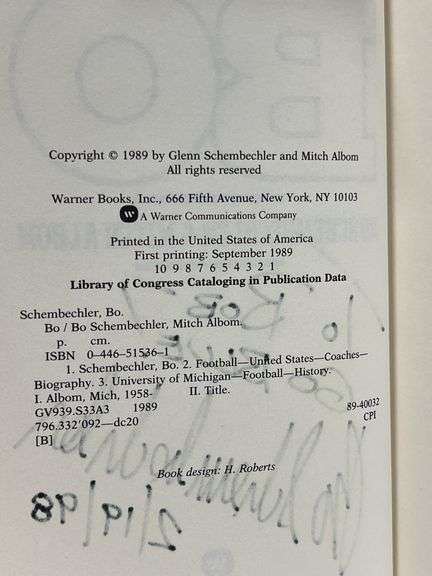 Copyright © 1989 by Glenn Schembechler and Mitch Albom
All rights reserved
Warner Books, Inc., 666 Fifth Avenue, New York, NY 10103
A Warner Communications Company
Printed in the United States of America
First printing: September 1989
10 9 8 7 6 5 4 3 2 1
Library of Congress Cataloging in Publication Data
Schembechler, Bo.
Bo / Bo Schembechler, Mitch Albom.
p. cm.
ISBN 0-446-51536-1
1. Schembechler, Bo. 2. Football—United States—Coaches—
Biography. 3. University of Michigan—Football—History.
I. Albom, Mich, 1958- II. Title.
GV939.S33A3 1989
796.332'092—dc20
[B]
89-40032
CPI
Book design: H. Roberts
2/19/98